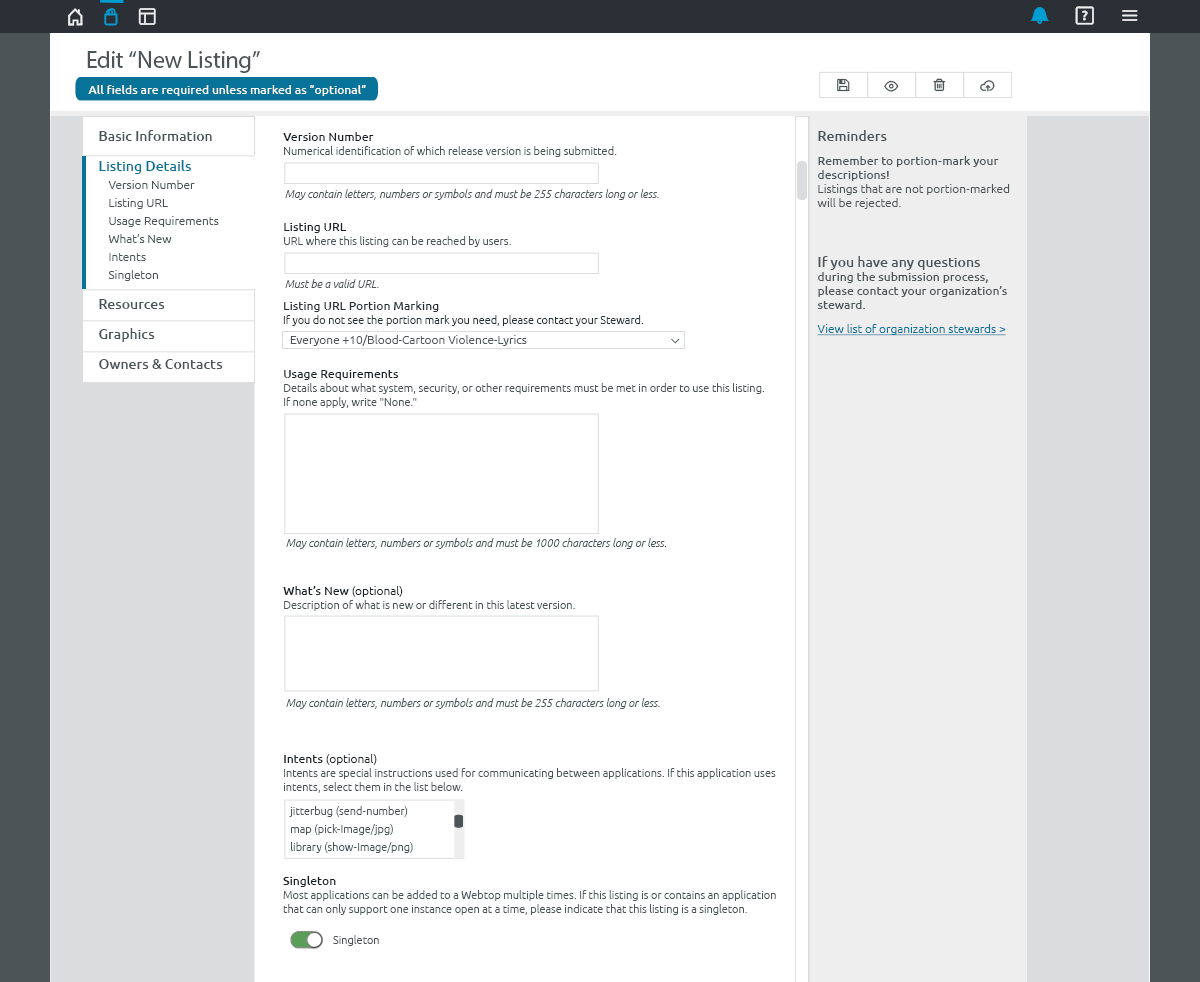 ?
Edit “New Listing”
All fields are required unless marked as “optional”
Basic Information
Listing Details
Version Number
Listing URL
Usage Requirements
What’s New
Intents
Singleton
Resources
Graphics
Owners & Contacts
Version Number
Numerical identification of which release version is being submitted.
May contain letters, numbers or symbols and must be 255 characters long or less.
Listing URL
URL where this listing can be reached by users.
Must be a valid URL.
Listing URL Portion Marking
If you do not see the portion mark you need, please contact your Steward.
Everyone +10/Blood-Cartoon Violence-Lyrics
Usage Requirements
Details about what system, security, or other requirements must be met in order to use this listing.
If none apply, write "None."
May contain letters, numbers or symbols and must be 1000 characters long or less.
What’s New (optional)
Description of what is new or different in this latest version.
May contain letters, numbers or symbols and must be 255 characters long or less.
Intents (optional)
Intents are special instructions used for communicating between applications. If this application uses
intents, select them in the list below.
jitterbug (send-number)
map (pick-Image/jpg)
library (show-Image/png)
Singleton
Most applications can be added to a Webtop multiple times. If this listing is or contains an application
that can only support one instance open at a time, please indicate that this listing is a singleton.
Singleton
Reminders
Remember to portion-mark your
descriptions!
Listings that are not portion-marked
will be rejected.
If you have any questions
during the submission process,
please contact your organization’s
steward.
View list of organization stewards >